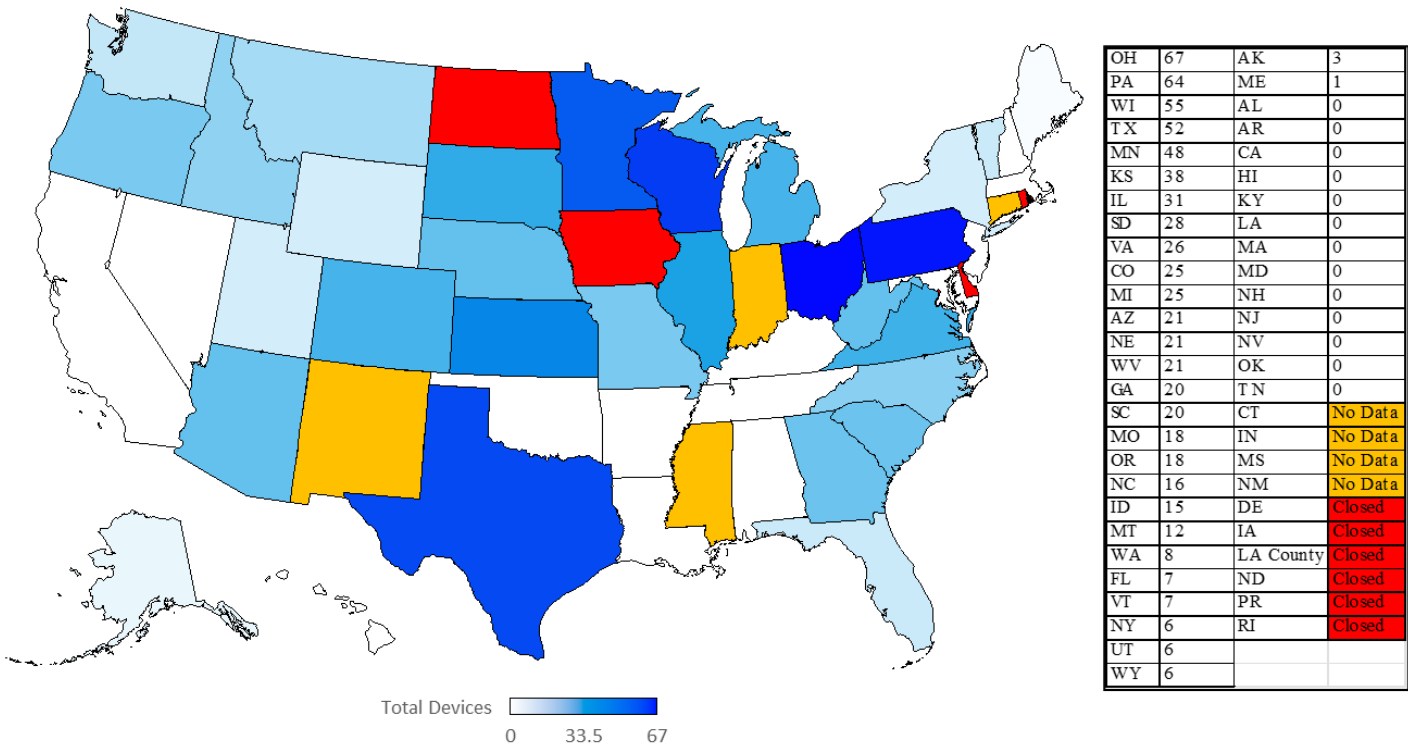 OH 67 AK 3
PA 64 ME 1
WI 55 AL 0
TX 52 AR 0
MN 48 CA 0
KS 38 HI 0
IL 31 KY 0
SD 28 LA 0
VA 26 MA 0
CO 25 MD 0
MI 25 NH 0
AZ 21 NJ 0
NE 21 NV 0
WV 21 OK 0
GA 20 TN 0
SC 20 CT No Data
MO 18 IN No Data
OR 18 MS No Data
NC 16 NM No Data
ID 15 DE Closed
MT 12 IA Closed
WA 8 LA County Closed
FL 7 ND Closed
VT 7 PR Closed
NY 6 RI Closed
UT 6
WY 6
Total Devices
0 33.5 67